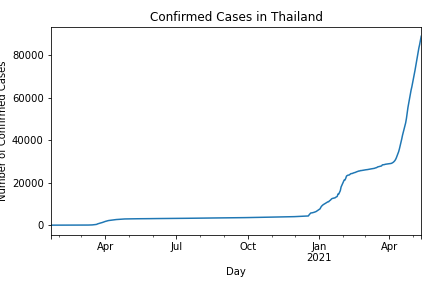 Confirmed Cases in Thailand
Number of Confirmed Cases
80000
60000
40000
20000
0
Apr
Jul
Oct
Jan
2021
Apr
Day